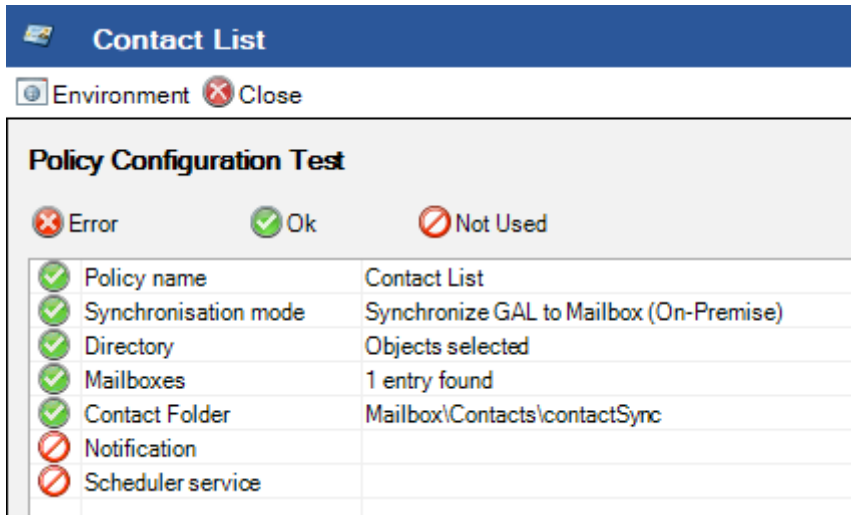 Contact List
Environment Close
Policy Configuration Test
Error Ok Not Used
Policy name Contact List
Synchronisation mode Synchronize GAL to Mailbox (On-Premise)
Directory Objects selected
Mailboxes 1 entry found
Contact Folder Mailbox\Contacts\contactSync
Notification
Scheduler service